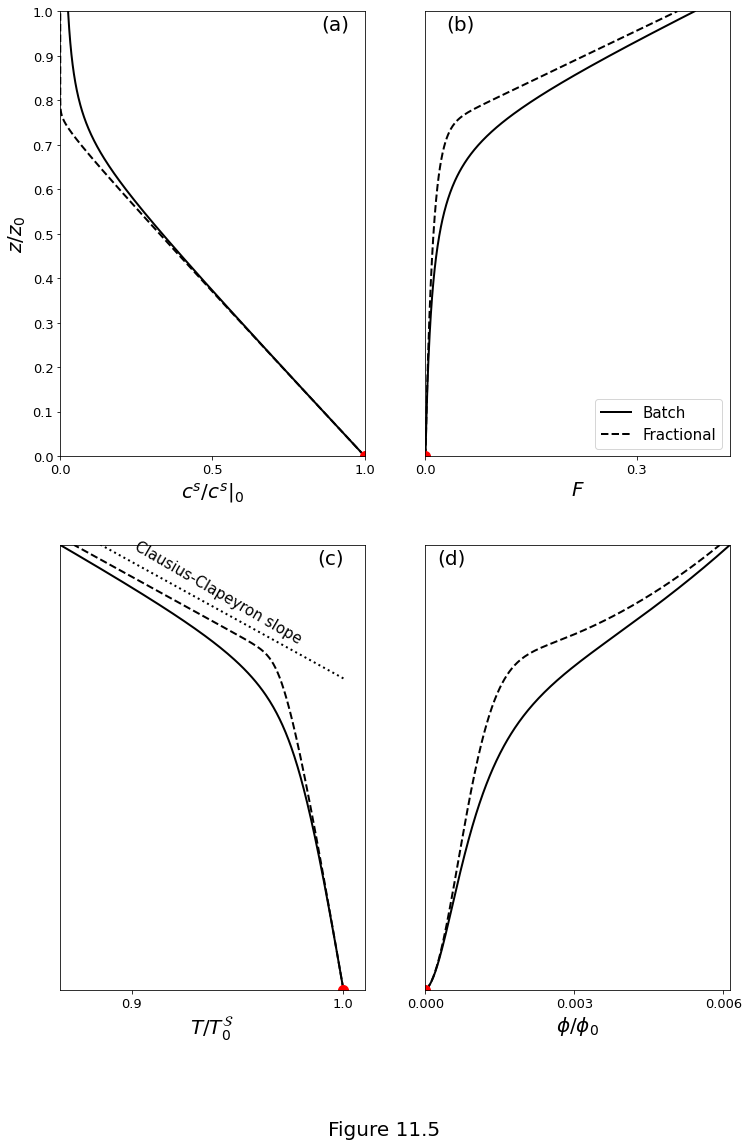 (a)
(b)
1.0
0.9
0.8
0.7
0.6
0.5
0.4
0.3
0.2
0.1
0.0
z/z₀
Batch
Fractional
0.0 0.5 1.0
0.0 0.3
cˢ/cˢ|₀
F
(c)
(d)
Clausius-Clapeyron slope
0.9 1.0
0.000 0.003 0.006
T/T₀^𝒮
ϕ/ϕ₀
Figure 11.5